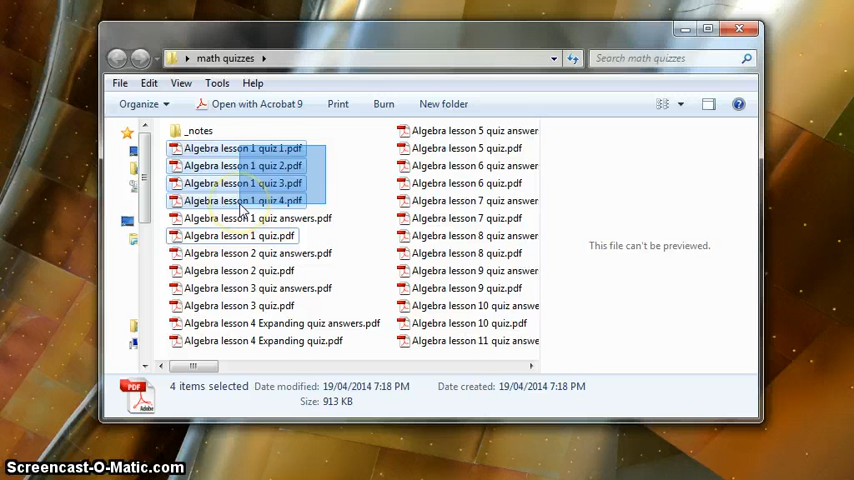 math quizzes
Search math quizzes
File Edit View Tools Help
Organize Open with Acrobat 9 Print Burn New folder
_notes
Algebra lesson 1 quiz 1.pdf
Algebra lesson 1 quiz 2.pdf
Algebra lesson 1 quiz 3.pdf
Algebra lesson 1 quiz 4.pdf
Algebra lesson 1 quiz answers.pdf
Algebra lesson 1 quiz.pdf
Algebra lesson 2 quiz answers.pdf
Algebra lesson 2 quiz.pdf
Algebra lesson 3 quiz answers.pdf
Algebra lesson 3 quiz.pdf
Algebra lesson 4 Expanding quiz answers.pdf
Algebra lesson 4 Expanding quiz.pdf
Algebra lesson 5 quiz answer
Algebra lesson 5 quiz.pdf
Algebra lesson 6 quiz answer
Algebra lesson 6 quiz.pdf
Algebra lesson 7 quiz answer
Algebra lesson 7 quiz.pdf
Algebra lesson 8 quiz answer
Algebra lesson 8 quiz.pdf
Algebra lesson 9 quiz answer
Algebra lesson 9 quiz.pdf
Algebra lesson 10 quiz answe
Algebra lesson 10 quiz.pdf
Algebra lesson 11 quiz answe
This file can't be previewed.
PDF
Adobe
4 items selected Date modified: 19/04/2014 7:18 PM Date created: 19/04/2014 7:18 PM
Size: 913 KB
Screencast-O-Matic.com